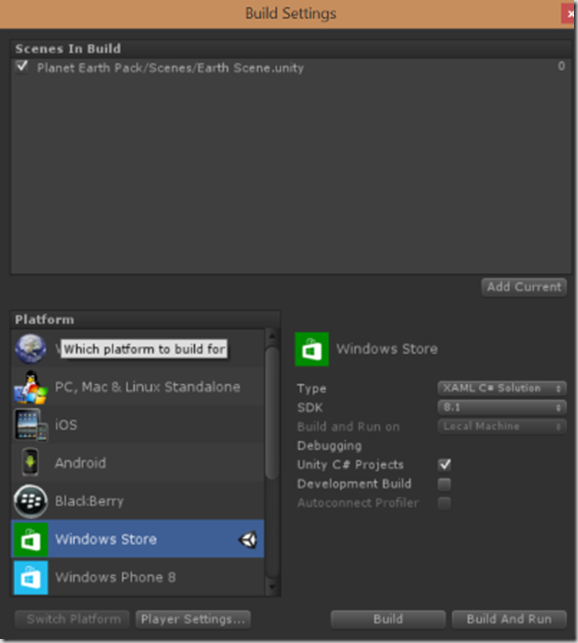 Build Settings
x
Scenes In Build
Planet Earth Pack/Scenes/Earth Scene.unity 0
Add Current
Platform
Which platform to build for
PC, Mac & Linux Standalone
iOS
Android
BlackBerry
Windows Store
Windows Phone 8
Windows Store
Type XAML C# Solution
SDK 8.1
Build and Run on Local Machine
Debugging
Unity C# Projects
Development Build
Autoconnect Profiler
Switch Platform Player Settings... Build Build And Run